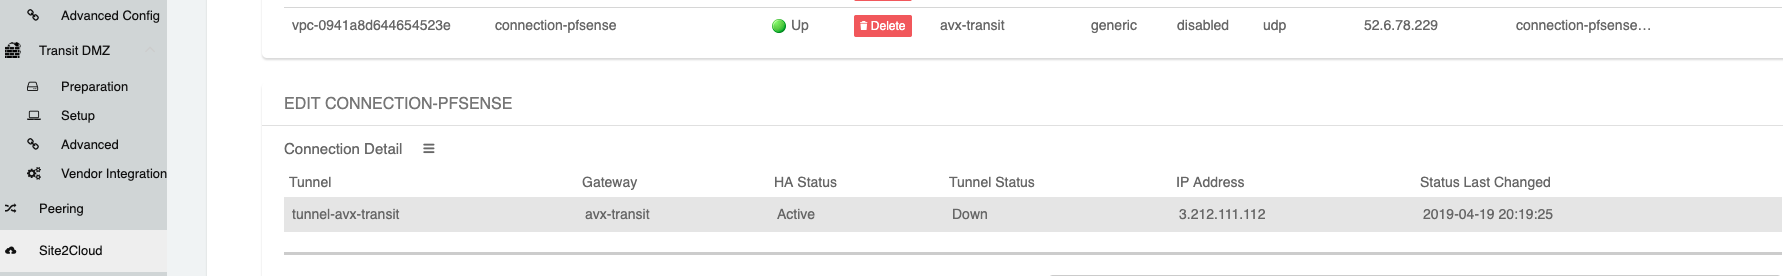 Advanced Config
Transit DMZ
Preparation
Setup
Advanced
Vendor Integration
Peering
Site2Cloud
vpc-0941a8d644654523e connection-pfsense Up Delete avx-transit generic disabled udp 52.6.78.229 connection-pfsense...
EDIT CONNECTION-PFSENSE
Connection Detail
Tunnel Gateway HA Status Tunnel Status IP Address Status Last Changed
tunnel-avx-transit avx-transit Active Down 3.212.111.112 2019-04-19 20:19:25